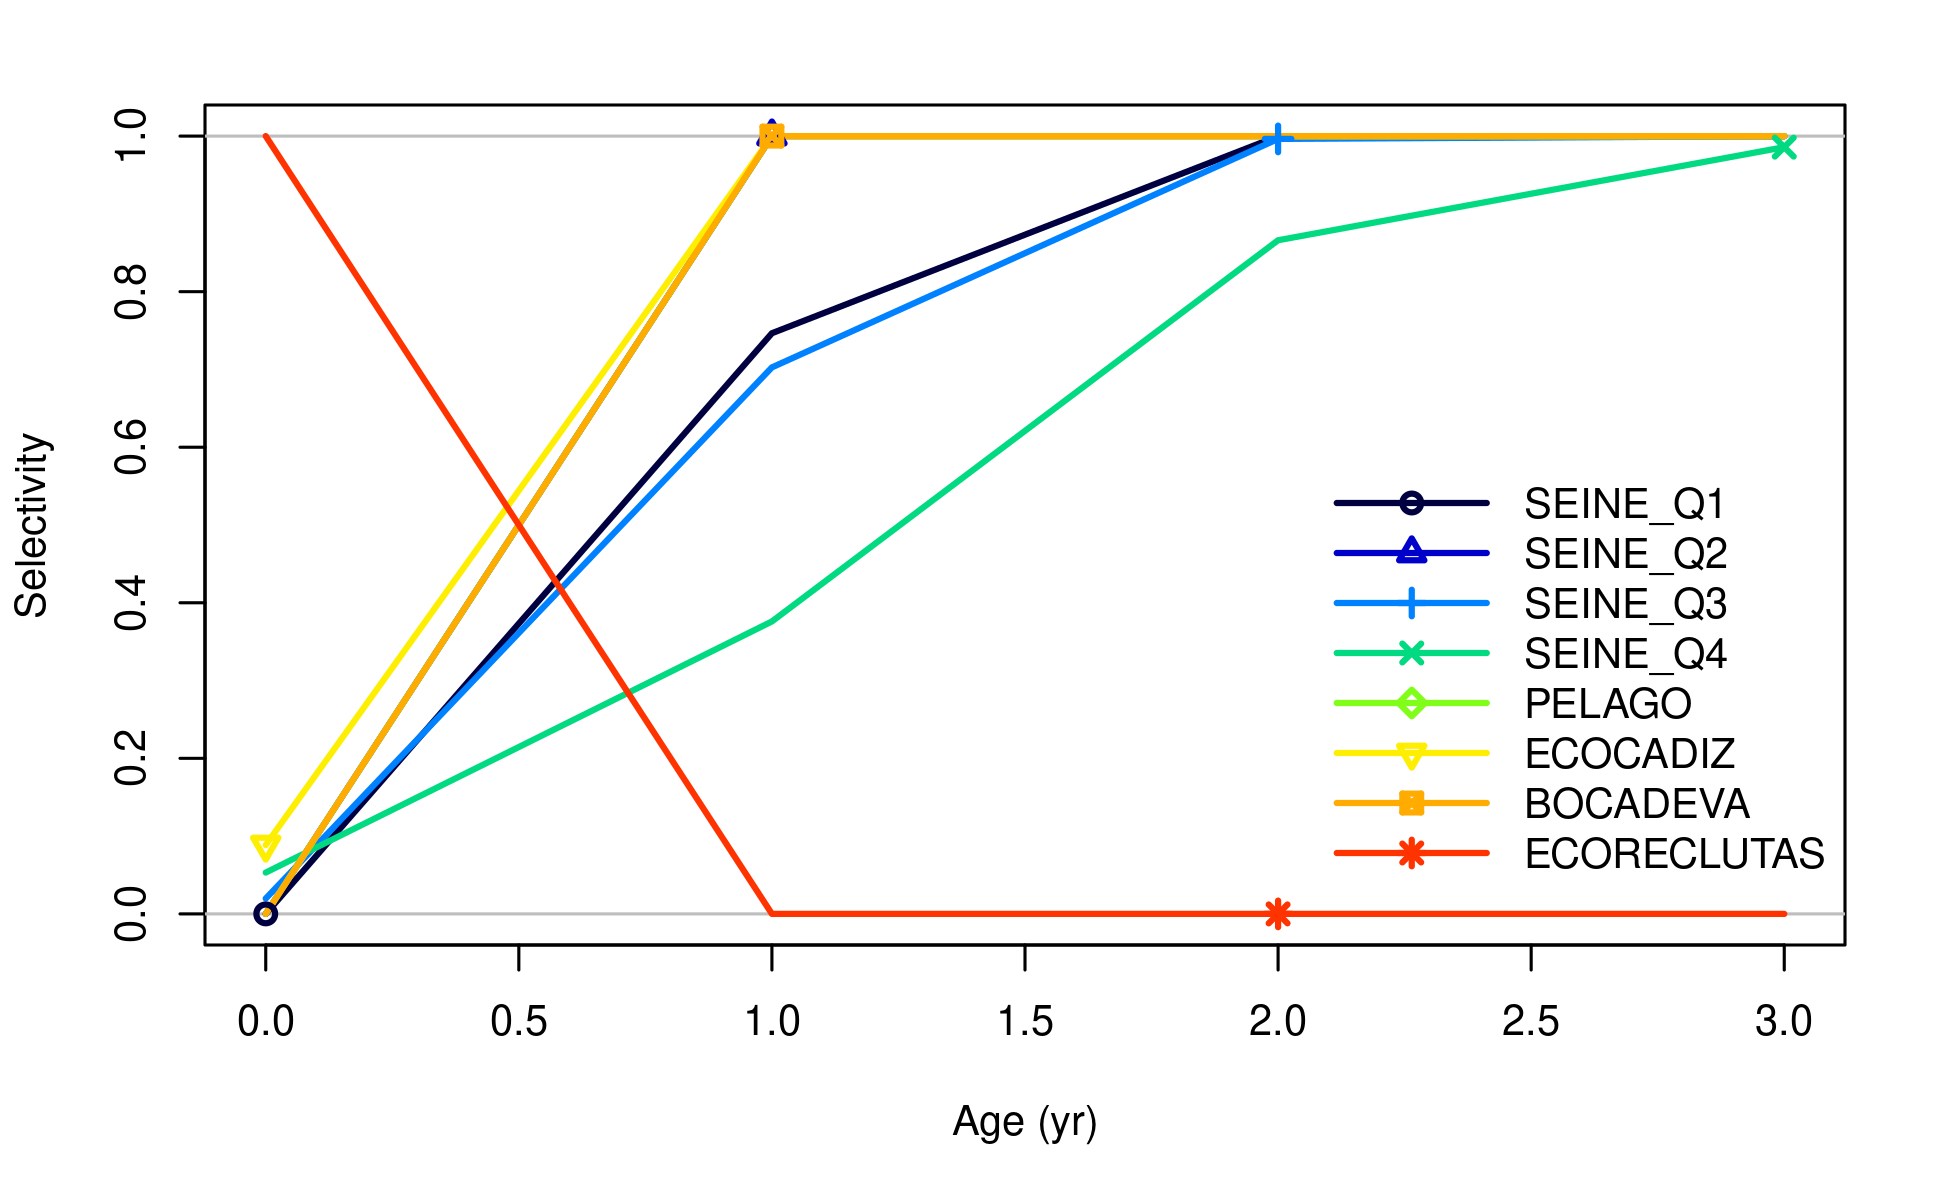 1.0
0.8
0.6
0.4
0.2
0.0
Selectivity
SEINE_Q1
SEINE_Q2
SEINE_Q3
SEINE_Q4
PELAGO
ECOCADIZ
BOCADEVA
ECORECLUTAS
0.0 0.5 1.0 1.5 2.0 2.5 3.0
Age (yr)